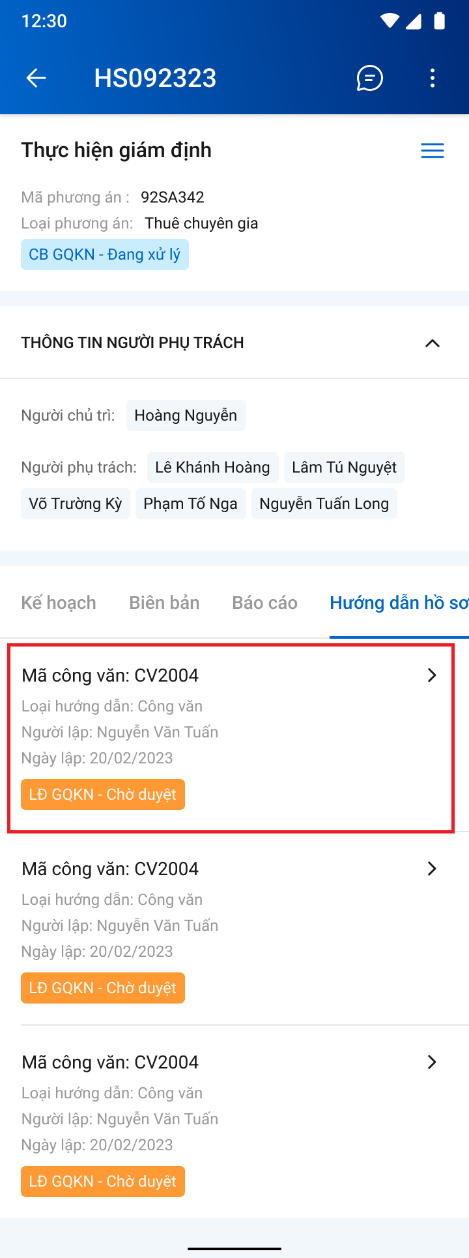 12:30
HS092323
Thực hiện giám định
Mã phương án : 92SA342
Loại phương án: Thuê chuyên gia
CB GQKN - Đang xử lý
THÔNG TIN NGƯỜI PHỤ TRÁCH
Người chủ trì: Hoàng Nguyễn
Người phụ trách: Lê Khánh Hoàng Lâm Tú Nguyệt
Võ Trường Kỳ Phạm Tố Nga Nguyễn Tuấn Long
Kế hoạch Biên bản Báo cáo Hướng dẫn hồ sơ
Mã công văn: CV2004
Loại hướng dẫn: Công văn
Người lập: Nguyễn Văn Tuấn
Ngày lập: 20/02/2023
LĐ GQKN - Chờ duyệt
Mã công văn: CV2004
Loại hướng dẫn: Công văn
Người lập: Nguyễn Văn Tuấn
Ngày lập: 20/02/2023
LĐ GQKN - Chờ duyệt
Mã công văn: CV2004
Loại hướng dẫn: Công văn
Người lập: Nguyễn Văn Tuấn
Ngày lập: 20/02/2023
LĐ GQKN - Chờ duyệt